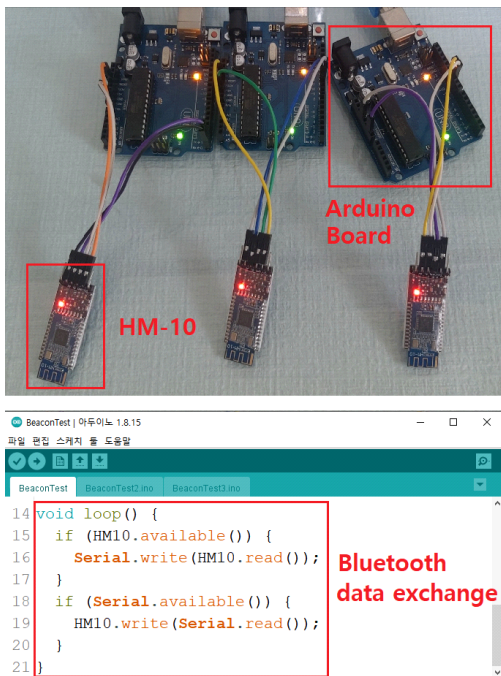 Arduino
Board
HM-10
BeaconTest | 아두이노 1.8.15
파일 편집 스케치 툴 도움말
BeaconTest BeaconTest2.ino BeaconTest3.ino
14 void loop() {
15 if (HM10.available()) {
16 Serial.write(HM10.read());
17 }
18 if (Serial.available()) {
19 HM10.write(Serial.read());
20 }
21 }
Bluetooth
data exchange